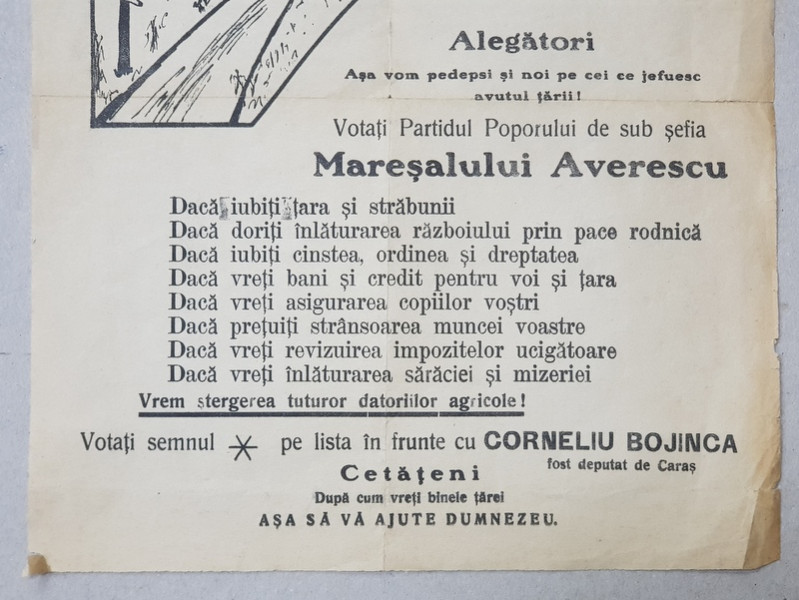 Alegători
Așa vom pedepsi și noi pe cei ce jefuesc
avutul țării!
Votați Partidul Poporului de sub șefia
Mareșalului Averescu
Dacă iubiți țara și străbunii
Dacă doriți înlăturarea războiului prin pace rodnică
Dacă iubiți cinstea, ordinea și dreptatea
Dacă vreți bani și credit pentru voi și țara
Dacă vreți asigurarea copiilor voștri
Dacă prețuiți strânsoarea muncei voastre
Dacă vreți revizuirea impozitelor ucigătoare
Dacă vreți înlăturarea sărăciei și mizeriei
Vrem ștergerea tuturor datoriilor agricole!
Votați semnul pe lista în frunte cu CORNELIU BOJINCA
fost deputat de Caraș
Cetățeni
După cum vreți binele țărei
AȘA SĂ VĂ AJUTE DUMNEZEU.